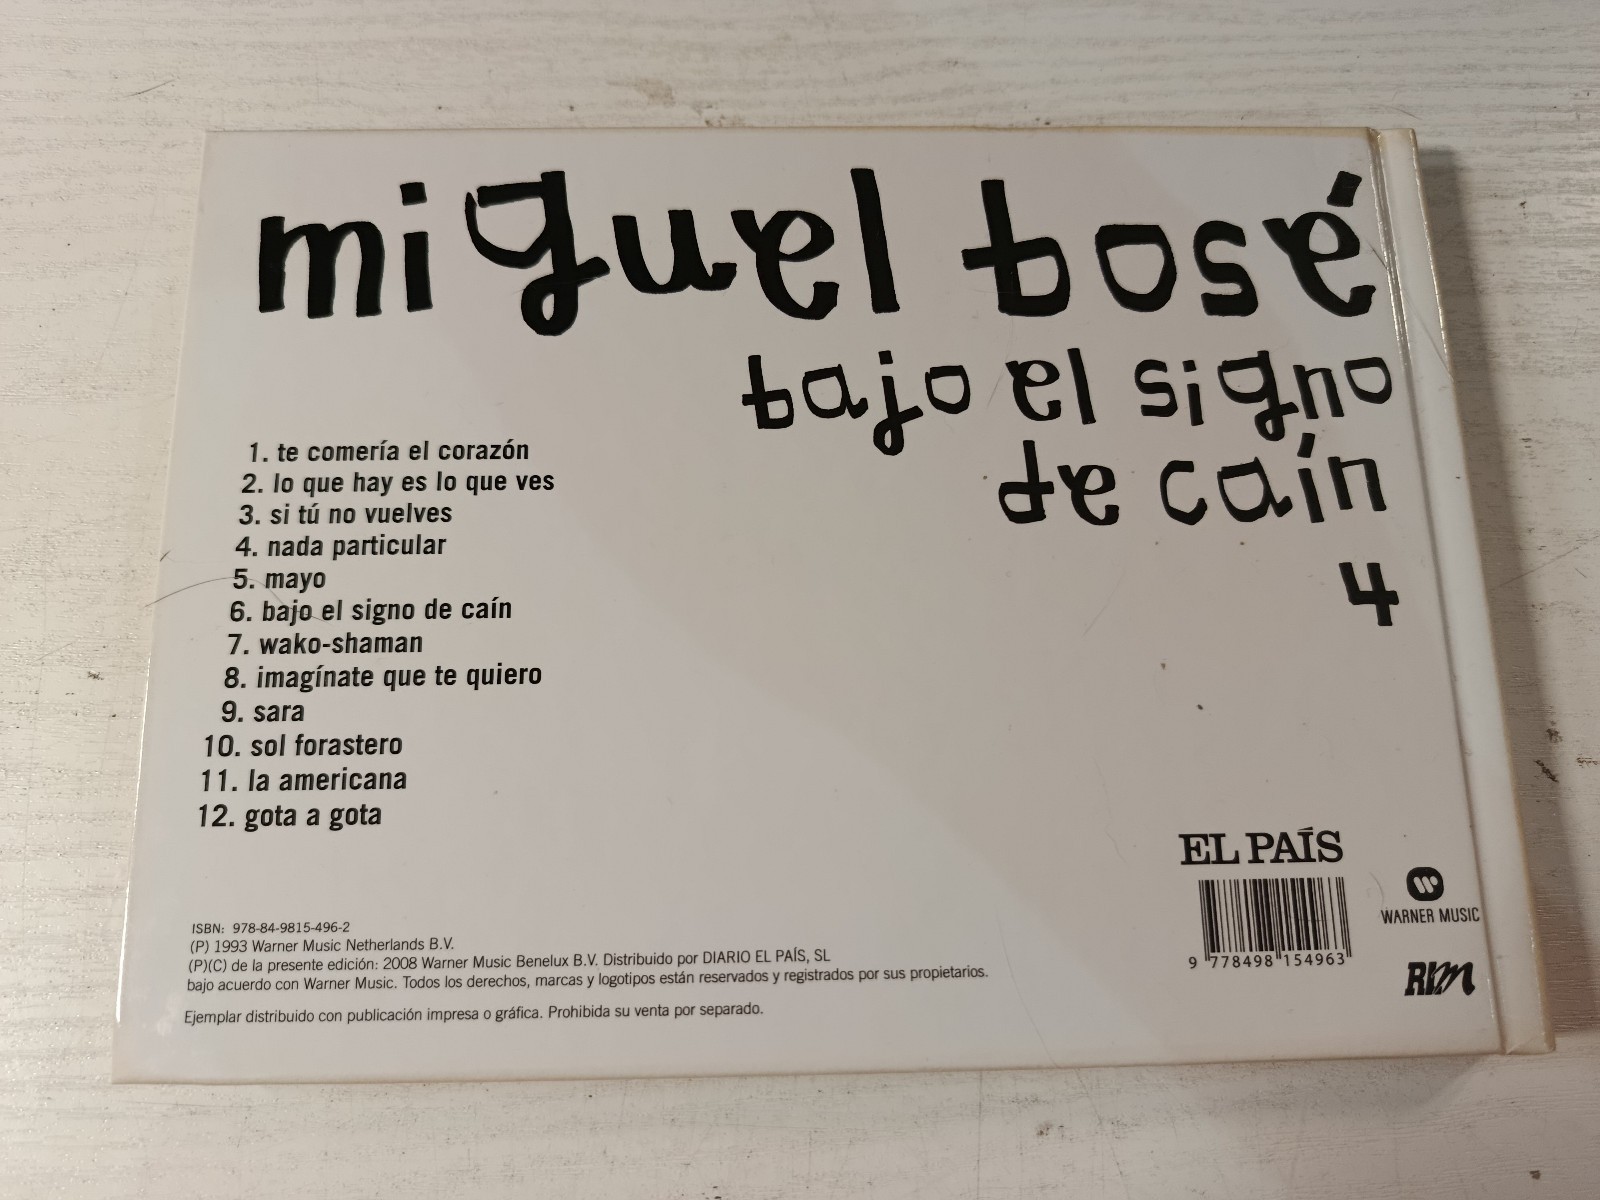 miguel bosé
bajo el signo
de caín
4
1. te comería el corazón
2. lo que hay es lo que ves
3. si tú no vuelves
4. nada particular
5. mayo
6. bajo el signo de caín
7. wako-shaman
8. imagínate que te quiero
9. sara
10. sol forastero
11. la americana
12. gota a gota
EL PAÍS
9 778498 154963
WARNER MUSIC
RLM
ISBN: 978-84-9815-496-2
(P) 1993 Warner Music Netherlands B.V.
(P)(C) de la presente edición: 2008 Warner Music Benelux B.V. Distribuido por DIARIO EL PAÍS, SL
bajo acuerdo con Warner Music. Todos los derechos, marcas y logotipos están reservados y registrados por sus propietarios.
Ejemplar distribuido con publicación impresa o gráfica. Prohibida su venta por separado.